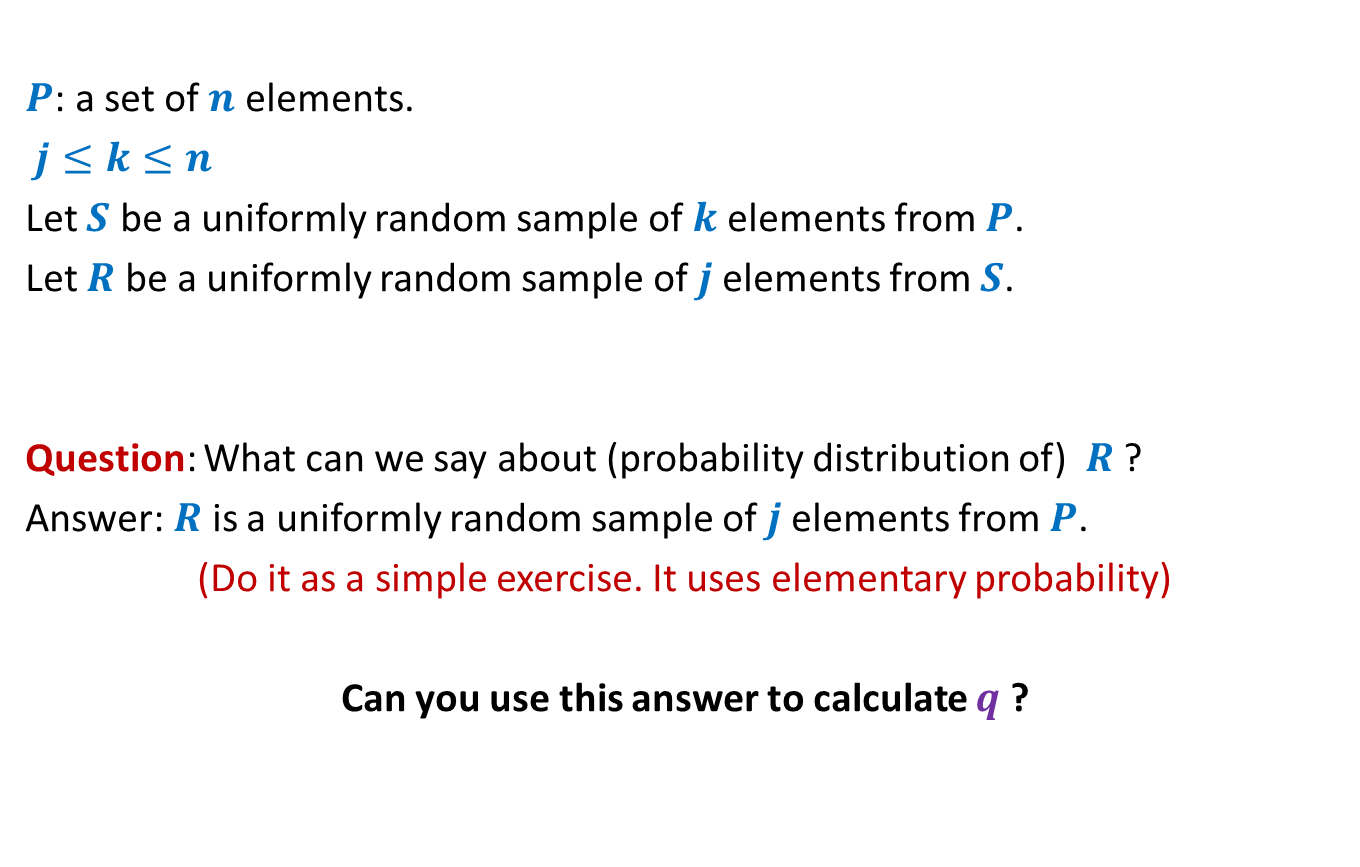 P: a set of n elements.
j ≤ k ≤ n
Let S be a uniformly random sample of k elements from P.
Let R be a uniformly random sample of j elements from S.
Question: What can we say about (probability distribution of) R ?
Answer: R is a uniformly random sample of j elements from P.
(Do it as a simple exercise. It uses elementary probability)
Can you use this answer to calculate q ?